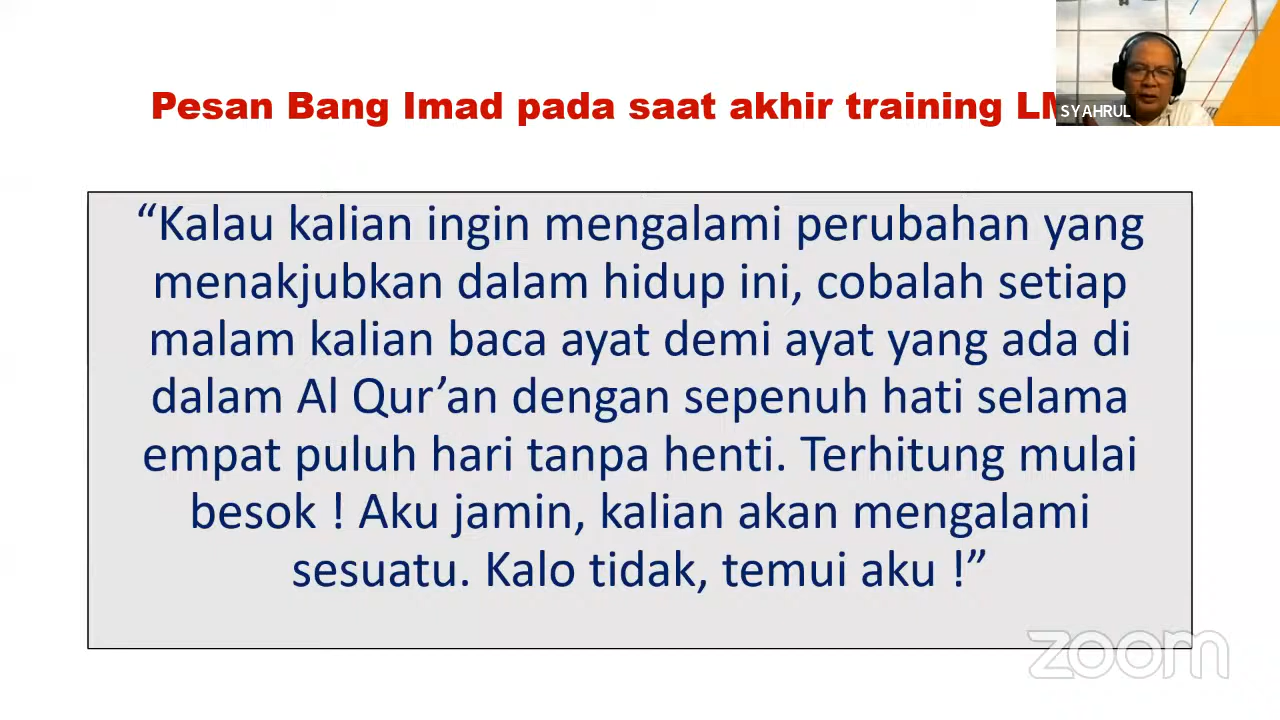 Pesan Bang Imad pada saat akhir training
SYAHRUL
“Kalau kalian ingin mengalami perubahan yang
menakjubkan dalam hidup ini, cobalah setiap
malam kalian baca ayat demi ayat yang ada di
dalam Al Qur’an dengan sepenuh hati selama
empat puluh hari tanpa henti. Terhitung mulai
besok ! Aku jamin, kalian akan mengalami
sesuatu. Kalo tidak, temui aku !”
zoom